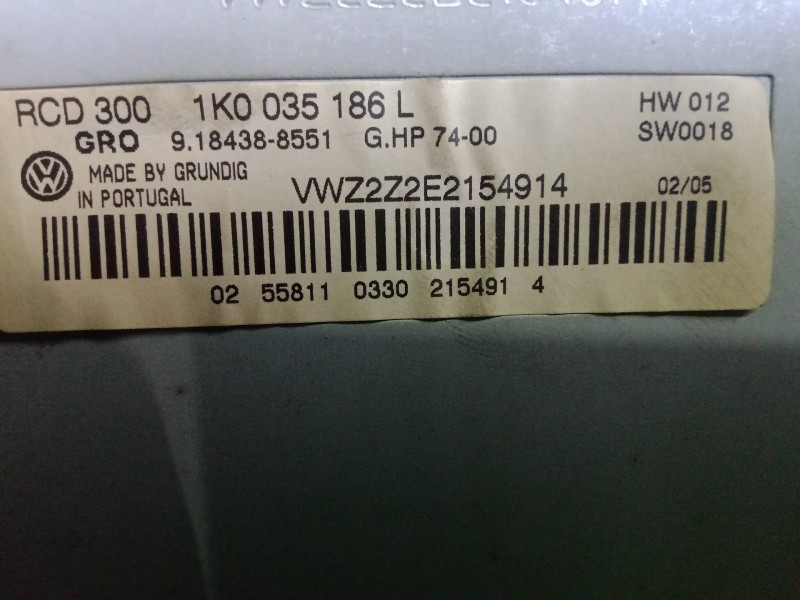 RCD 300 1K0 035 186 L HW 012
GRO 9.18438-8551 G.HP 74-00 SW0018
MADE BY GRUNDIG
IN PORTUGAL VWZ2Z2E2154914 02/05
02 55811 0330 215491 4